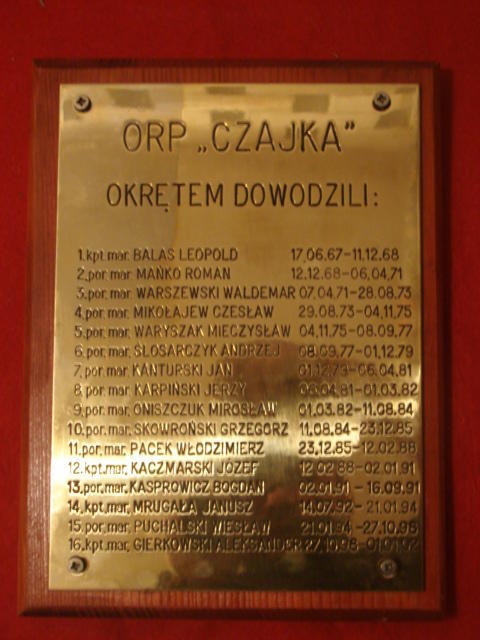 ORP „CZAJKA”
OKRĘTEM DOWODZILI:
1.kpt.mar. BALAS LEOPOLD 17.06.67-11.12.68
2.por.mar. MAŃKO ROMAN 12.12.68-06.04.71
3.por.mar. WARSZEWSKI WALDEMAR 07.04.71-28.08.73
4.por.mar. MIKOŁAJEW CZESŁAW 29.08.73-04.11.75
5.por.mar. WARYSZAK MIECZYSŁAW 04.11.75-08.09.77
6.por.mar. ŚLOSARCZYK ANDRZEJ 08.09.77-01.12.79
7.por.mar. KANTURSKI JAN 01.12.79-06.04.81
8.por.mar. KARPIŃSKI JERZY 06.04.81-01.03.82
9.por.mar. ONISZCZUK MIROSŁAW 01.03.82-11.08.84
10.por.mar. SKOWROŃSKI GRZEGORZ 11.08.84-23.12.85
11.por.mar. PACEK WŁODZIMIERZ 23.12.85-12.02.88
12.kpt.mar. KACZMARSKI JÓZEF 12.02.88-02.01.91
13.por.mar. KASPROWICZ BOGDAN 02.01.91-16.09.91
14.kpt.mar. MRUGAŁA JANUSZ 14.07.92-21.01.94
15.por.mar. PUCHALSKI WIESŁAW 21.01.94-27.10.98
16.kpt.mar. GIERKOWSKI ALEKSANDER 27.10.98-